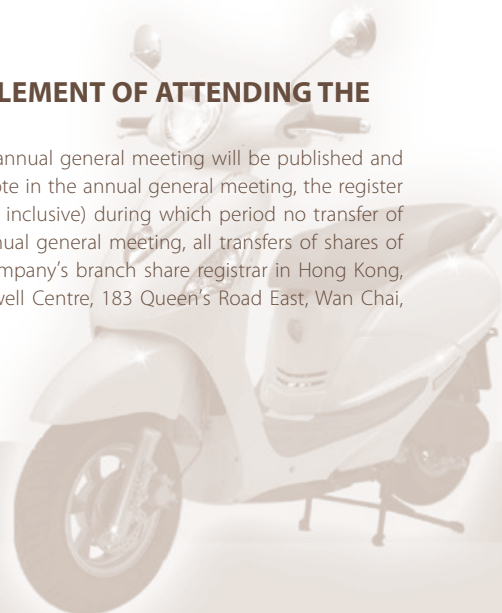 LEMENT OF ATTENDING THE
annual general meeting will be published and
ote in the annual general meeting, the register
inclusive) during which period no transfer of
nual general meeting, all transfers of shares of
ompany's branch share registrar in Hong Kong,
well Centre, 183 Queen's Road East, Wan Chai,